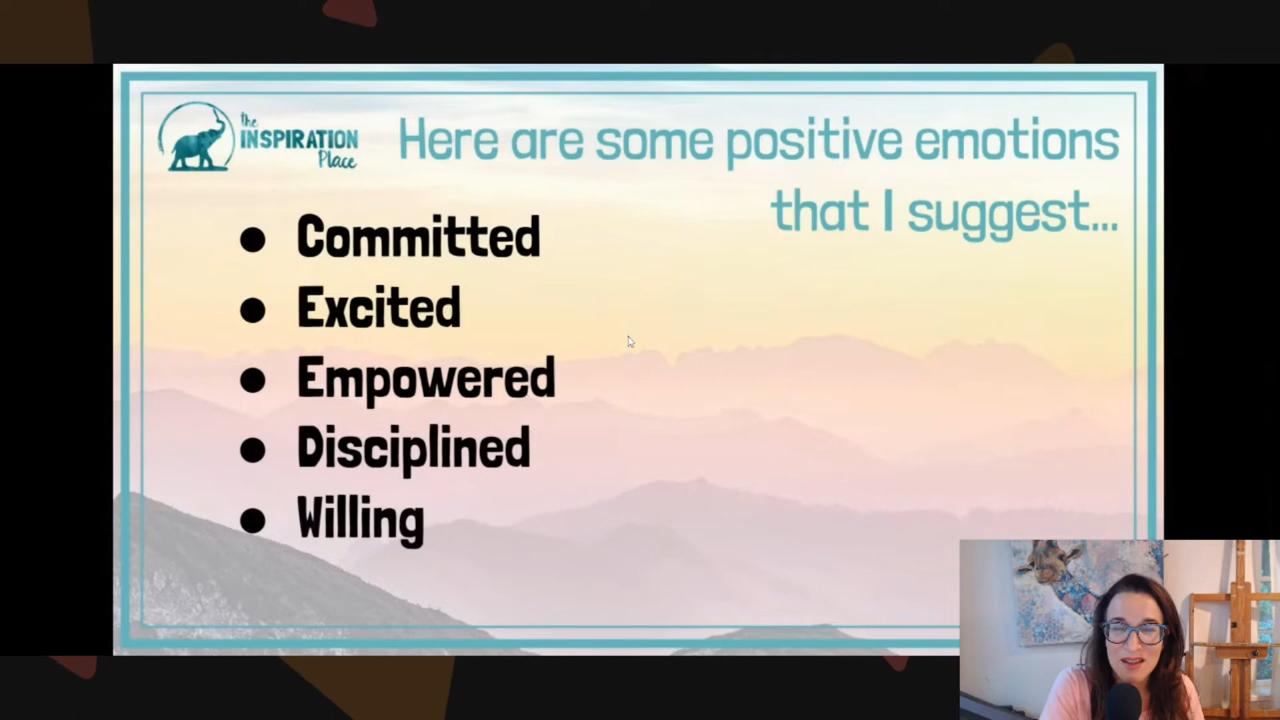 the
INSPIRATION
Place
Here are some positive emotions
that I suggest...
● Committed
● Excited
● Empowered
● Disciplined
● Willing